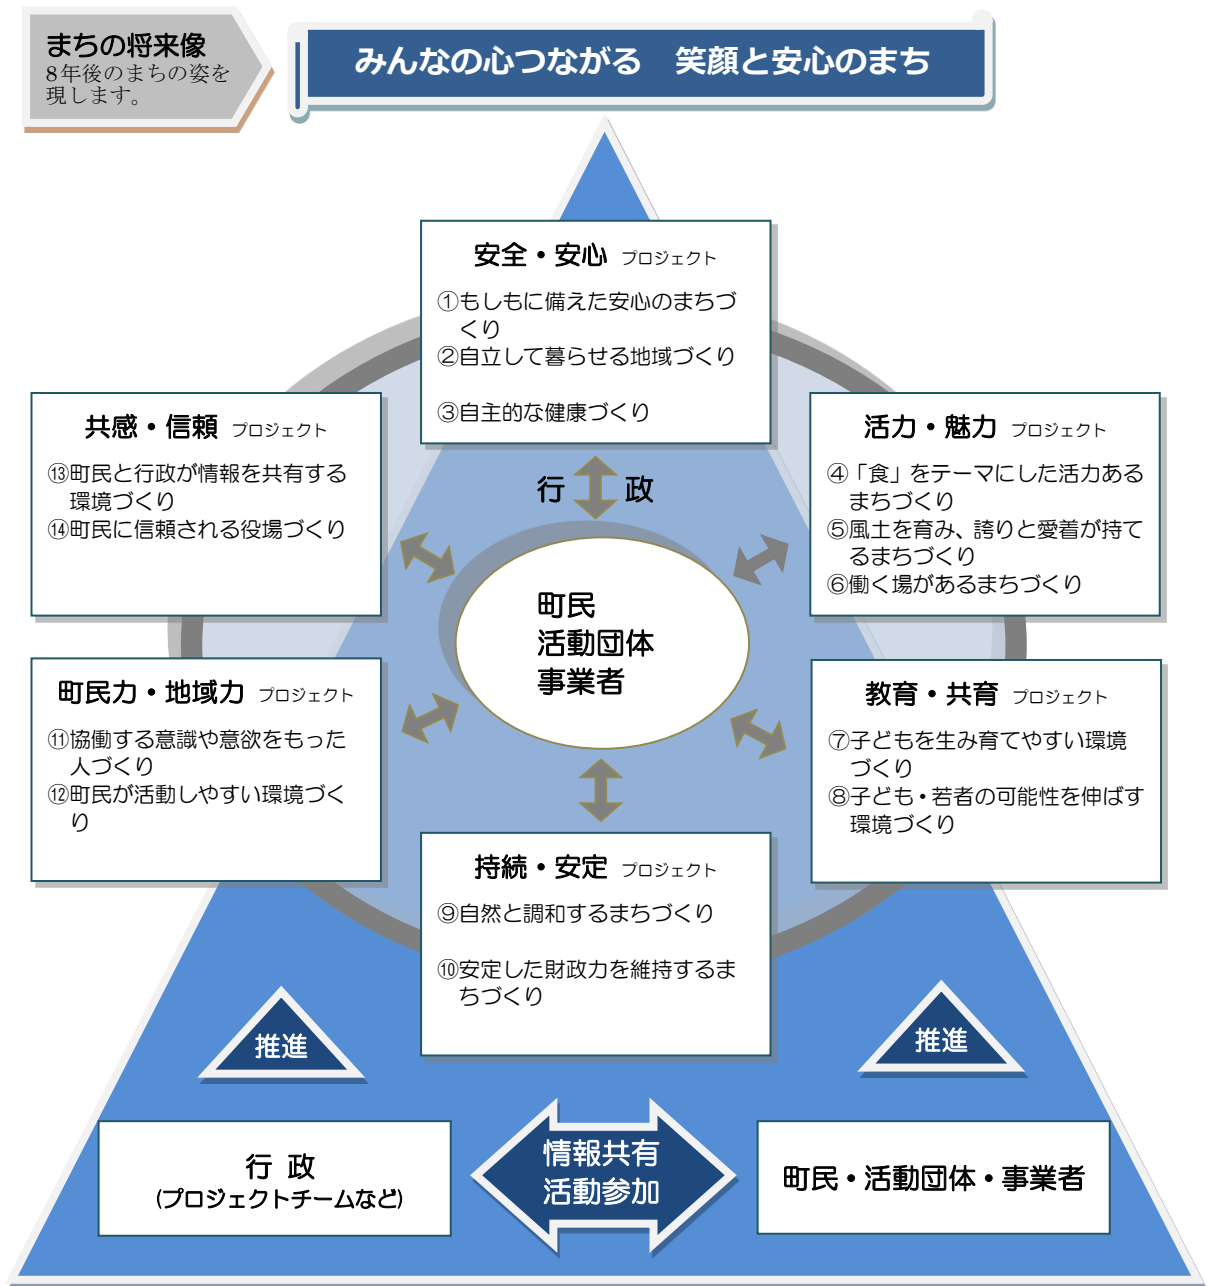 まちの将来像
8年後のまちの姿を
現します。
みんなの心つながる　笑顔と安心のまち
安全・安心 プロジェクト
①もしもに備えた安心のまちづ
くり
②自立して暮らせる地域づくり
③自主的な健康づくり
共感・信頼 プロジェクト
⑬町民と行政が情報を共有する
環境づくり
⑭町民に信頼される役場づくり
活力・魅力 プロジェクト
④「食」をテーマにした活力ある
まちづくり
⑤風土を育み、誇りと愛着が持て
るまちづくり
⑥働く場があるまちづくり
行 政
町民
活動団体
事業者
町民力・地域力 プロジェクト
⑪協働する意識や意欲をもった
人づくり
⑫町民が活動しやすい環境づく
り
教育・共育 プロジェクト
⑦子どもを生み育てやすい環境
づくり
⑧子ども・若者の可能性を伸ばす
環境づくり
持続・安定 プロジェクト
⑨自然と調和するまちづくり
⑩安定した財政力を維持するま
ちづくり
推進
推進
行 政
(プロジェクトチームなど)
情報共有
活動参加
町民・活動団体・事業者